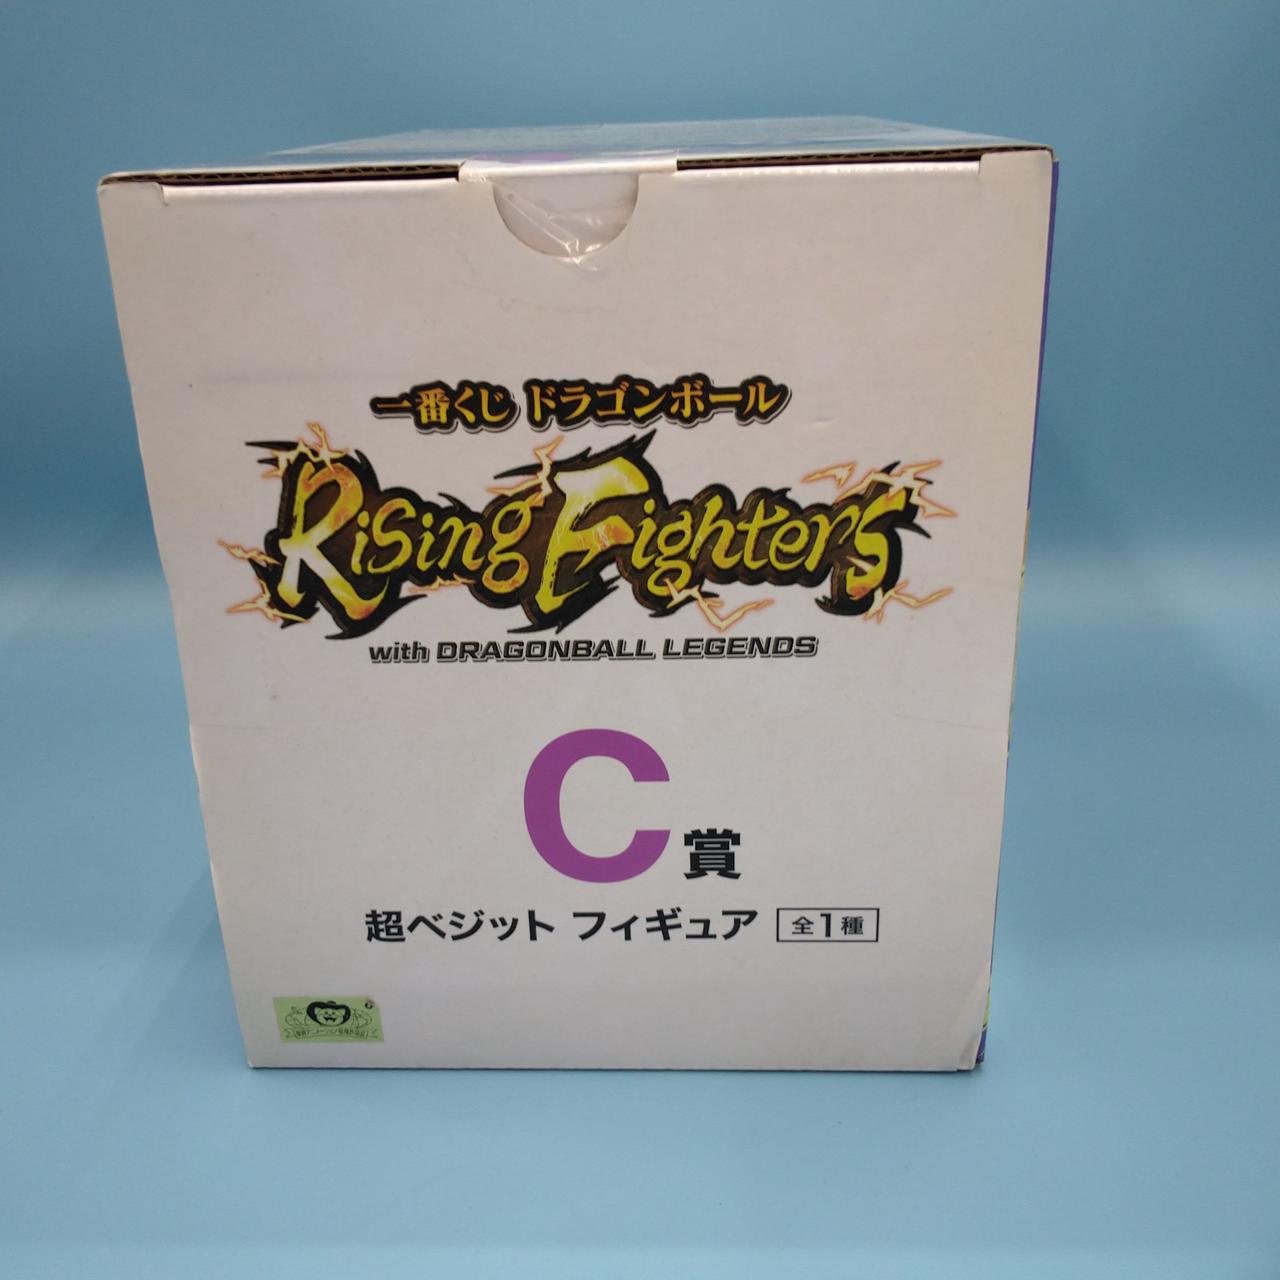 一番くじ ドラゴンボール
Rising Fighters
with DRAGONBALL LEGENDS
C賞
超ベジット フィギュア 全1種